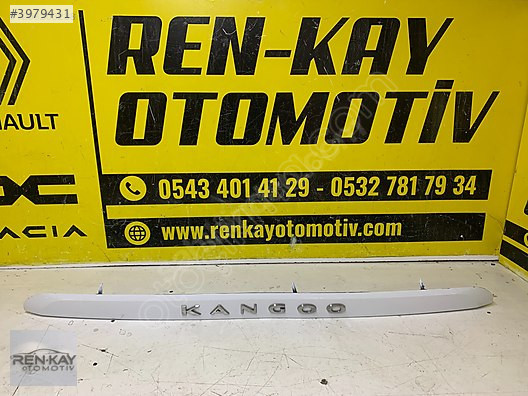 #3979431
REN-KAY
OTOMOTİV
NAULT
ACIA
0543 401 41 29 - 0532 781 79 34
www.renkayotomotiv.com
KANGOO
REN-KAY
OTOMOTİV